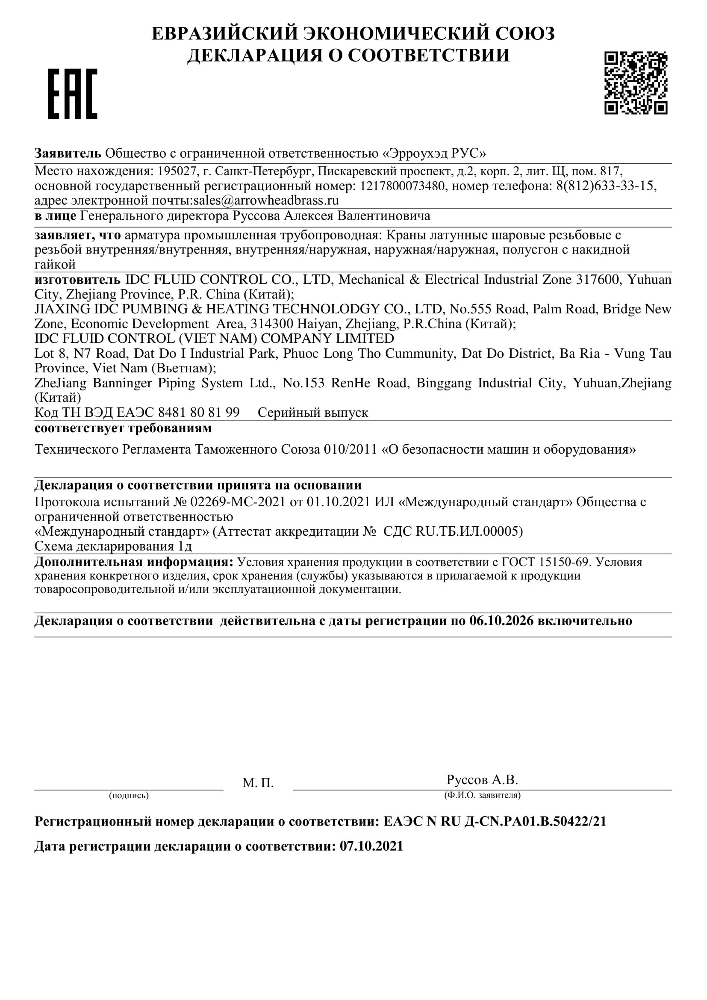 ЕВРАЗИЙСКИЙ ЭКОНОМИЧЕСКИЙ СОЮЗ
ДЕКЛАРАЦИЯ О СООТВЕТСТВИИ
EAC
Заявитель Общество с ограниченной ответственностью «Эрроухэд РУС»
Место нахождения: 195027, г. Санкт-Петербург, Пискаревский проспект, д.2, корп. 2, лит. Щ, пом. 817,
основной государственный регистрационный номер: 1217800073480, номер телефона: 8(812)633-33-15,
адрес электронной почты:sales@arrowheadbrass.ru
в лице Генерального директора Руссова Алексея Валентиновича
заявляет, что арматура промышленная трубопроводная: Краны латунные шаровые резьбовые с
резьбой внутренняя/внутренняя, внутренняя/наружная, наружная/наружная, полусгон с накидной
гайкой
изготовитель IDC FLUID CONTROL CO., LTD, Mechanical & Electrical Industrial Zone 317600, Yuhuan
City, Zhejiang Province, P.R. China (Китай);
JIAXING IDC PUMBING & HEATING TECHNOLODGY CO., LTD, No.555 Road, Palm Road, Bridge New
Zone, Economic Development Area, 314300 Haiyan, Zhejiang, P.R.China (Китай);
IDC FLUID CONTROL (VIET NAM) COMPANY LIMITED
Lot 8, N7 Road, Dat Do I Industrial Park, Phuoc Long Tho Cummunity, Dat Do District, Ba Ria - Vung Tau
Province, Viet Nam (Вьетнам);
ZheJiang Banninger Piping System Ltd., No.153 RenHe Road, Binggang Industrial City, Yuhuan,Zhejiang
(Китай)
Код ТН ВЭД ЕАЭС 8481 80 81 99 Серийный выпуск
соответствует требованиям
Технического Регламента Таможенного Союза 010/2011 «О безопасности машин и оборудования»
Декларация о соответствии принята на основании
Протокола испытаний № 02269-МС-2021 от 01.10.2021 ИЛ «Международный стандарт» Общества с
ограниченной ответственностью
«Международный стандарт» (Аттестат аккредитации № СДС RU.ТБ.ИЛ.00005)
Схема декларирования 1д
Дополнительная информация: Условия хранения продукции в соответствии с ГОСТ 15150-69. Условия
хранения конкретного изделия, срок хранения (службы) указываются в прилагаемой к продукции
товаросопроводительной и/или эксплуатационной документации.
Декларация о соответствии действительна с даты регистрации по 06.10.2026 включительно
М. П. Руссов А.В.
(подпись) (Ф.И.О. заявителя)
Регистрационный номер декларации о соответствии: ЕАЭС N RU Д-CN.РА01.В.50422/21
Дата регистрации декларации о соответствии: 07.10.2021